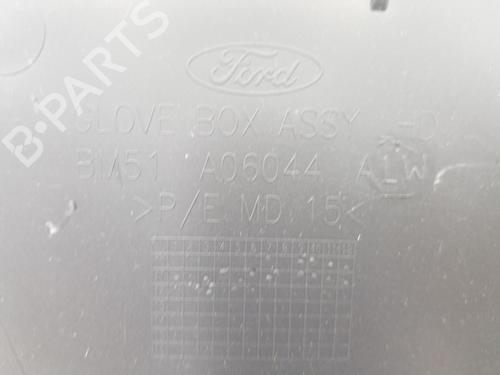 B-PARTS
Ford
GLOVE BOX ASSY
BM51 A06044 ALW
>P/E MD 15<